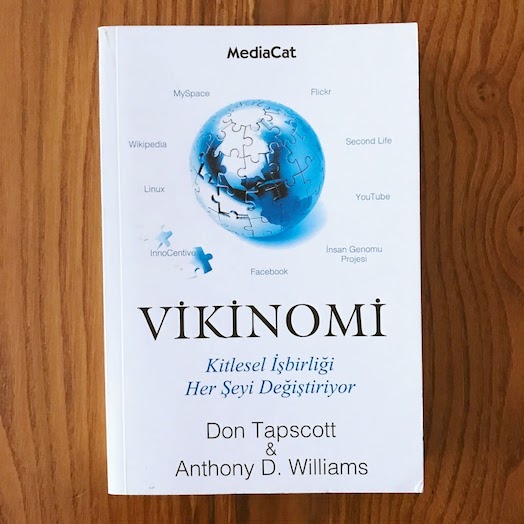 MediaCat
MySpace
Flickr
Wikipedia
Second Life
Linux
YouTube
InnoCentive
İnsan Genomu
Projesi
Facebook
VİKİNOMİ
Kitlesel İşbirliği
Her Şeyi Değiştiriyor
Don Tapscott
&
Anthony D. Williams